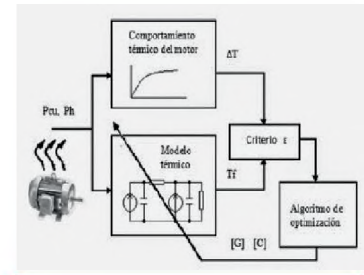 Comportamiento
térmico del motor
ΔT
Pcu, Ph
Criterio ε
Modelo
térmico
Tf
Algoritmo de
optimización
[G] [C]